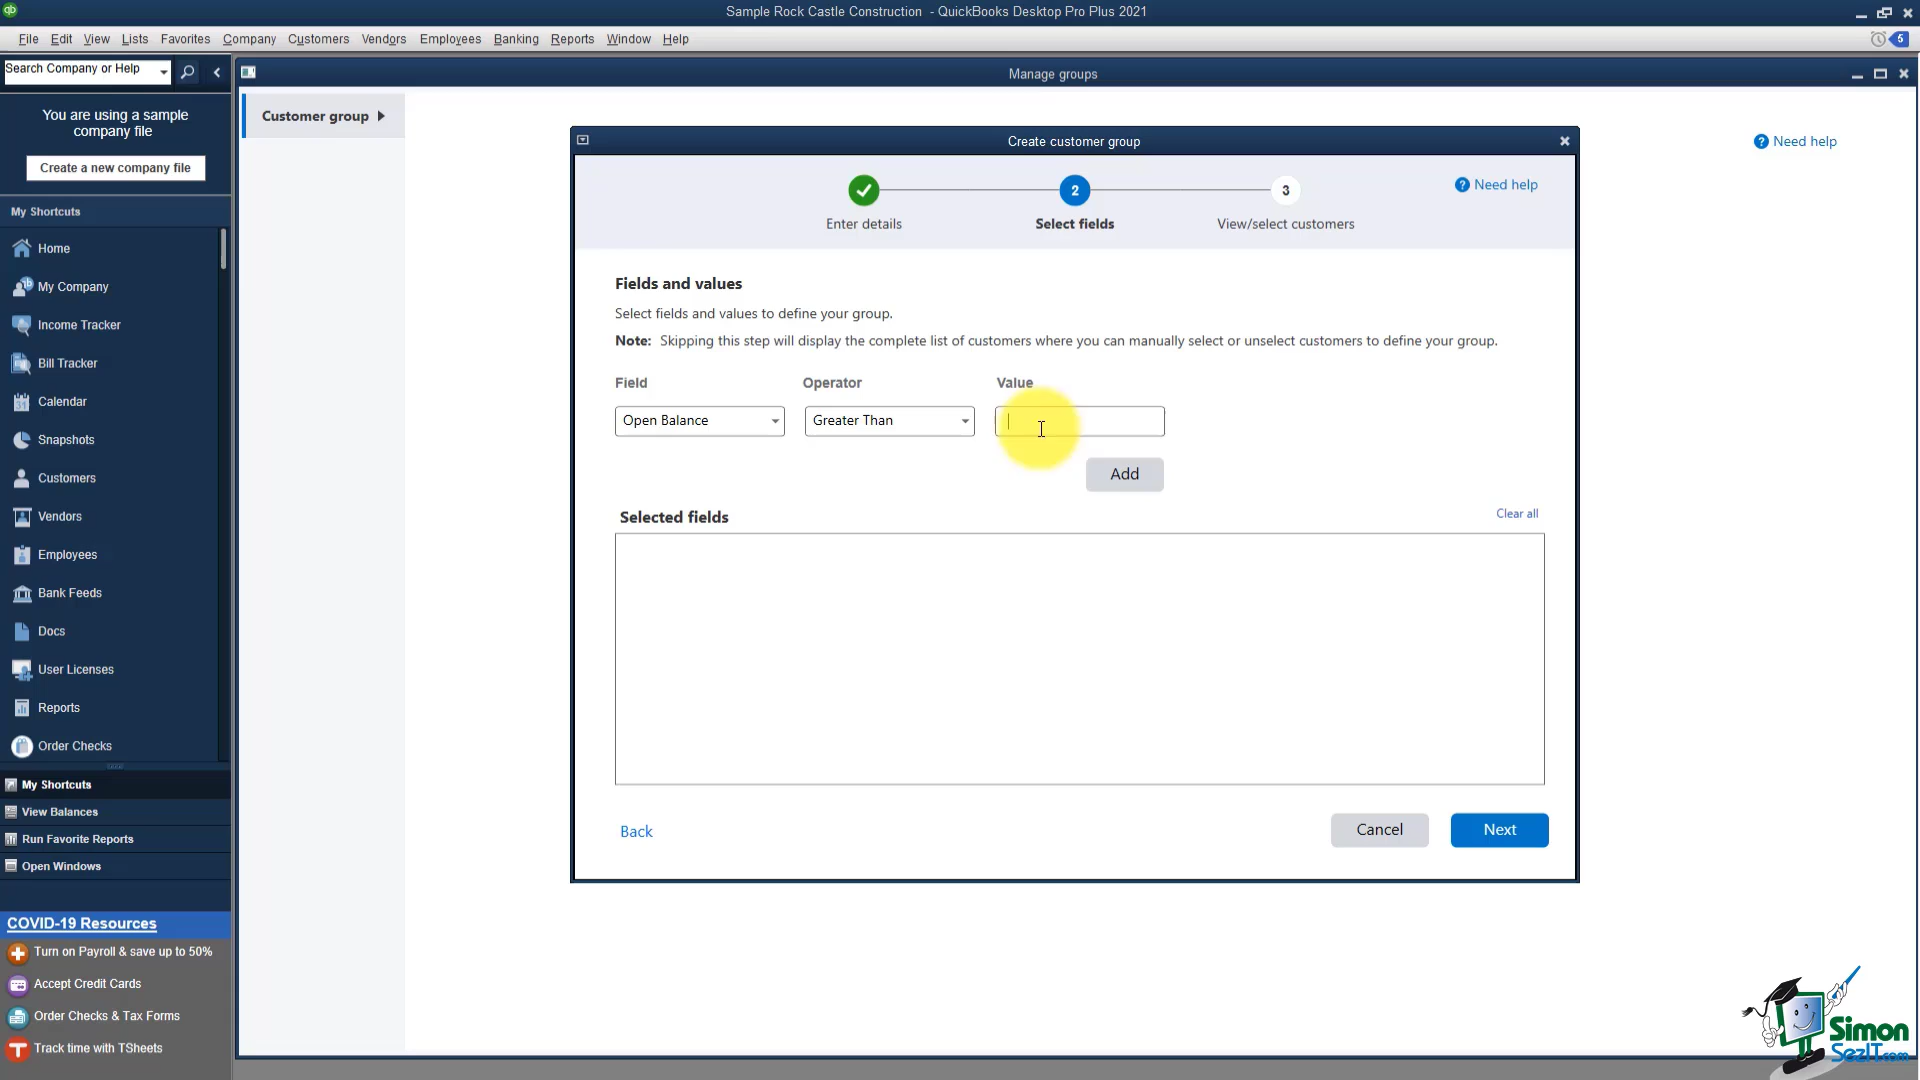 Sample Rock Castle Construction - QuickBooks Desktop Pro Plus 2021
File Edit View Lists Favorites Company Customers Vendors Employees Banking Reports Window Help
5
Search Company or Help
Manage groups
You are using a sample
company file
Create a new company file
My Shortcuts
Home
My Company
Income Tracker
Bill Tracker
Calendar
Snapshots
Customers
Vendors
Employees
Bank Feeds
Docs
User Licenses
Reports
Order Checks
My Shortcuts
View Balances
Run Favorite Reports
Open Windows
COVID-19 Resources
Turn on Payroll & save up to 50%
Accept Credit Cards
Order Checks & Tax Forms
Track time with TSheets
Customer group
Need help
Create customer group
2
3
Need help
Enter details
Select fields
View/select customers
Fields and values
Select fields and values to define your group.
Note: Skipping this step will display the complete list of customers where you can manually select or unselect customers to define your group.
Field Operator Value
Open Balance Greater Than
Add
Selected fields
Clear all
Back
Cancel
Next
Simon
SezIT.com